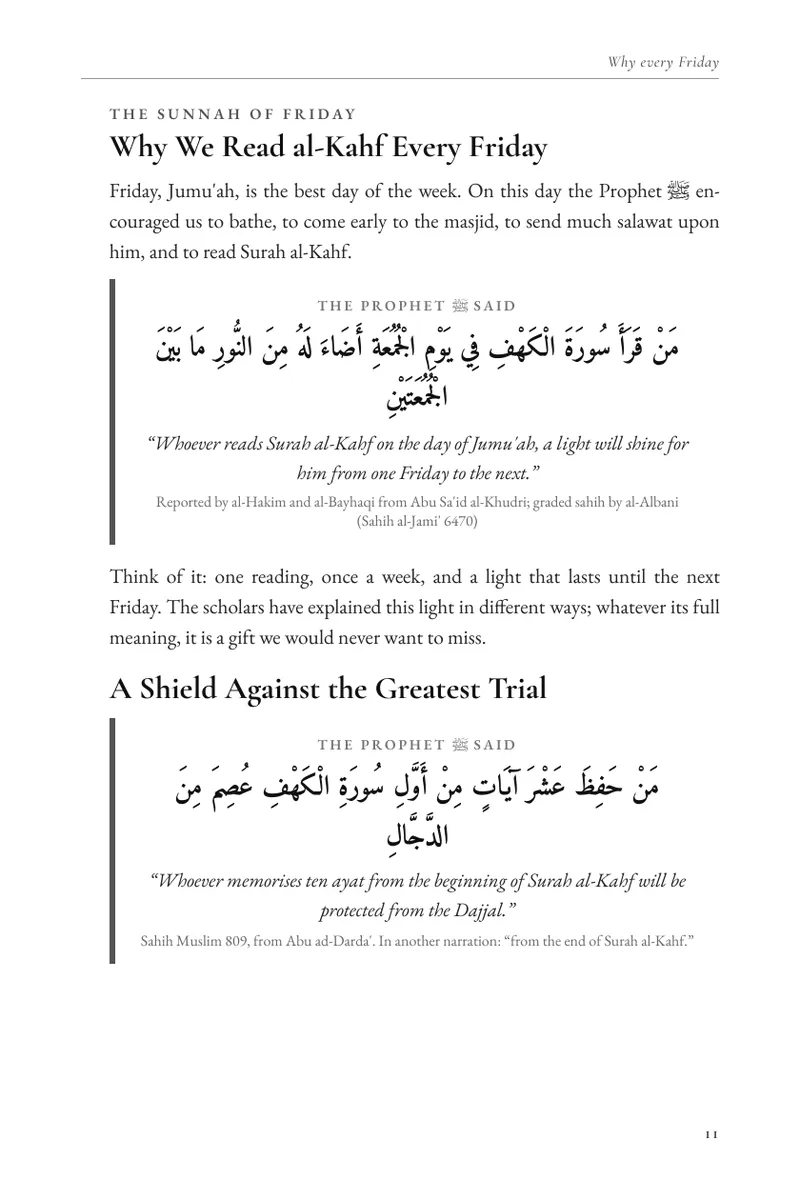 Why every Friday
THE SUNNAH OF FRIDAY
Why We Read al-Kahf Every Friday
Friday, Jumu'ah, is the best day of the week. On this day the Prophet ﷺ en-
couraged us to bathe, to come early to the masjid, to send much salawat upon
him, and to read Surah al-Kahf.
THE PROPHET ﷺ SAID
مَنْ قَرَأَ سُورَةَ الْكَهْفِ فِي يَوْمِ الْجُمُعَةِ أَضَاءَ لَهُ مِنَ النُّورِ مَا بَيْنَ
الْجُمُعَتَيْنِ
“Whoever reads Surah al-Kahf on the day of Jumu'ah, a light will shine for
him from one Friday to the next.”
Reported by al-Hakim and al-Bayhaqi from Abu Sa'id al-Khudri; graded sahih by al-Albani
(Sahih al-Jami' 6470)
Think of it: one reading, once a week, and a light that lasts until the next
Friday. The scholars have explained this light in different ways; whatever its full
meaning, it is a gift we would never want to miss.
A Shield Against the Greatest Trial
THE PROPHET ﷺ SAID
مَنْ حَفِظَ عَشْرَ آيَاتٍ مِنْ أَوَّلِ سُورَةِ الْكَهْفِ عُصِمَ مِنَ
الدَّجَّالِ
“Whoever memorises ten ayat from the beginning of Surah al-Kahf will be
protected from the Dajjal.”
Sahih Muslim 809, from Abu ad-Darda'. In another narration: “from the end of Surah al-Kahf.”
11